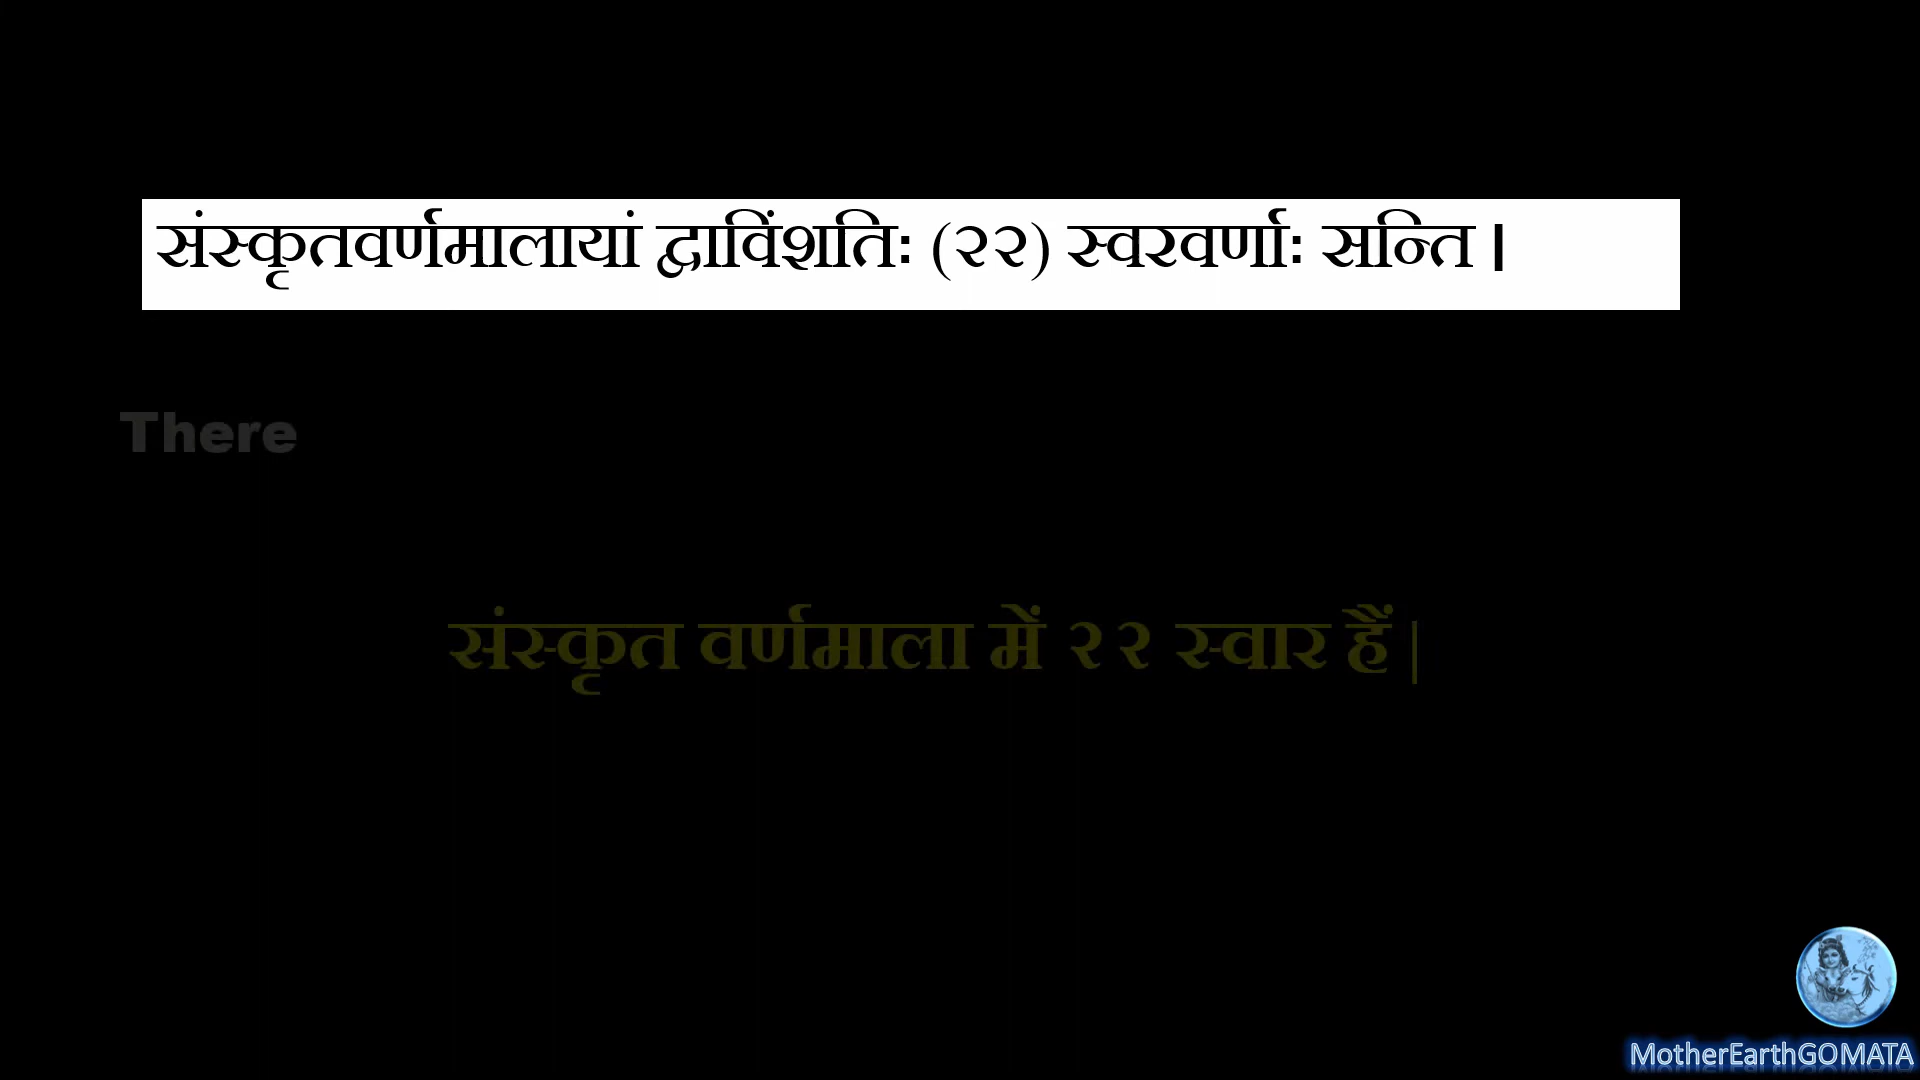 संस्कृतवर्णमालायां द्वाविंशतिः (२२) स्वरवर्णाः सन्ति ।
There
संस्कृत वर्णमाला में २२ स्वार हैं |
MotherEarthGOMATA